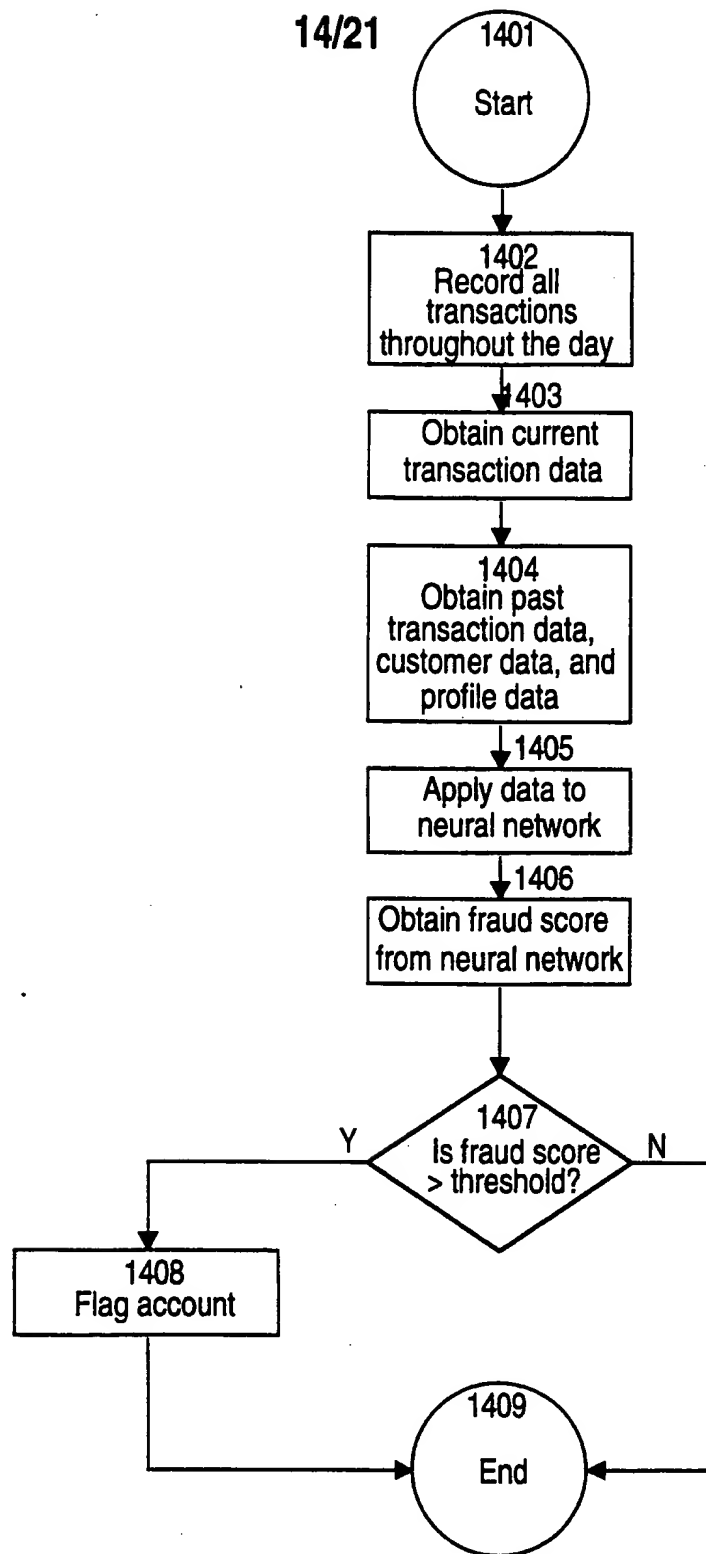 14/21
1401
Start
1402
Record all
transactions
throughout the day
1403
Obtain current
transaction data
1404
Obtain past
transaction data,
customer data, and
profile data
1405
Apply data to
neural network
1406
Obtain fraud score
from neural network
1407
Is fraud score
> threshold?
Y
N
1408
Flag account
1409
End